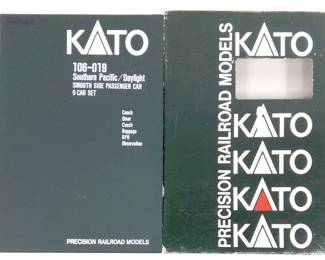 KATO
106-019
Southern Pacific/Daylight
SMOOTH SIDE PASSENGER CAR
6 CAR SET
Coach
Diner
Coach
Baggage
RPO
Observation
PRECISION RAILROAD MODELS
PRECISION RAILROAD MODELS
KATO
KATO
KATO
KATO
KATO